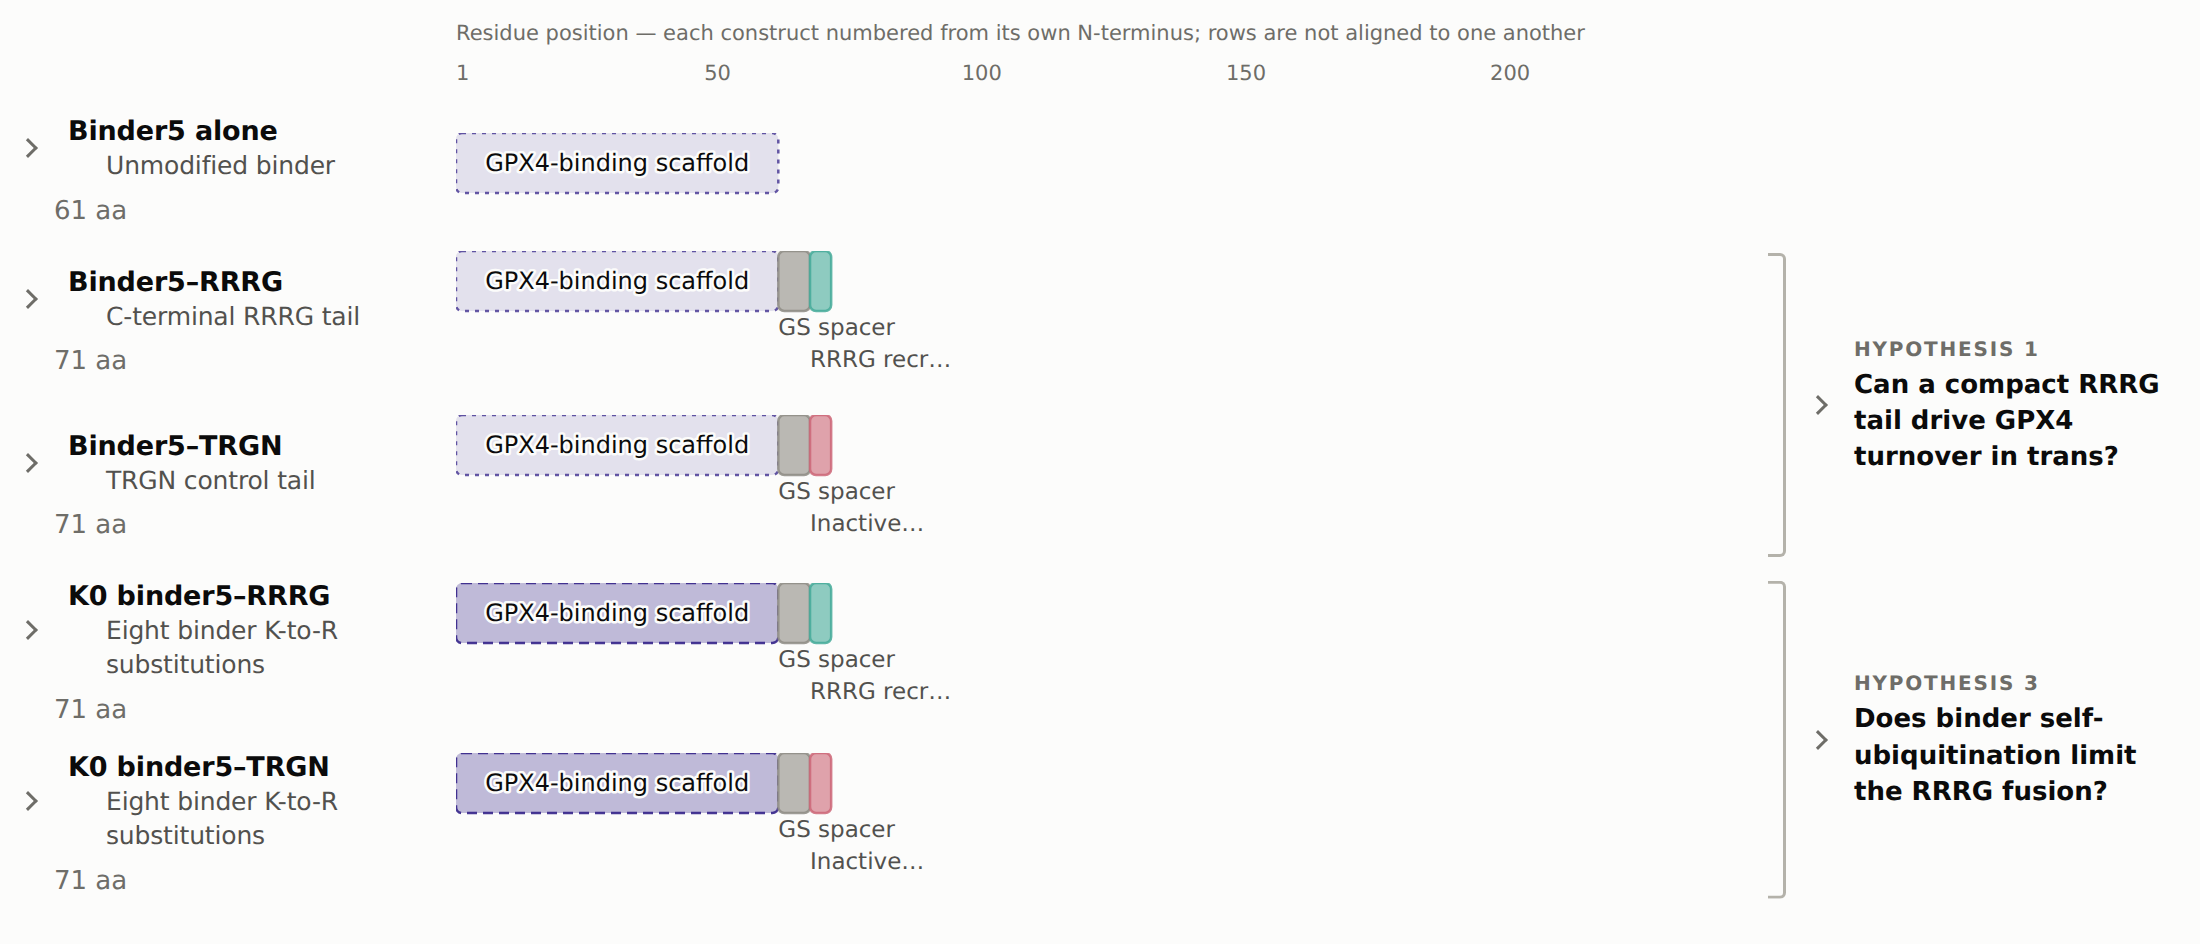 Residue position — each construct numbered from its own N-terminus; rows are not aligned to one another
1 50 100 150 200
Binder5 alone
Unmodified binder
61 aa
GPX4-binding scaffold
Binder5–RRRG
C-terminal RRRG tail
71 aa
GPX4-binding scaffold
GS spacer
RRRG recr…
Binder5–TRGN
TRGN control tail
71 aa
GPX4-binding scaffold
GS spacer
Inactive…
HYPOTHESIS 1
Can a compact RRRG
tail drive GPX4
turnover in trans?
K0 binder5–RRRG
Eight binder K-to-R
substitutions
71 aa
GPX4-binding scaffold
GS spacer
RRRG recr…
K0 binder5–TRGN
Eight binder K-to-R
substitutions
71 aa
GPX4-binding scaffold
GS spacer
Inactive…
HYPOTHESIS 3
Does binder self-
ubiquitination limit
the RRRG fusion?